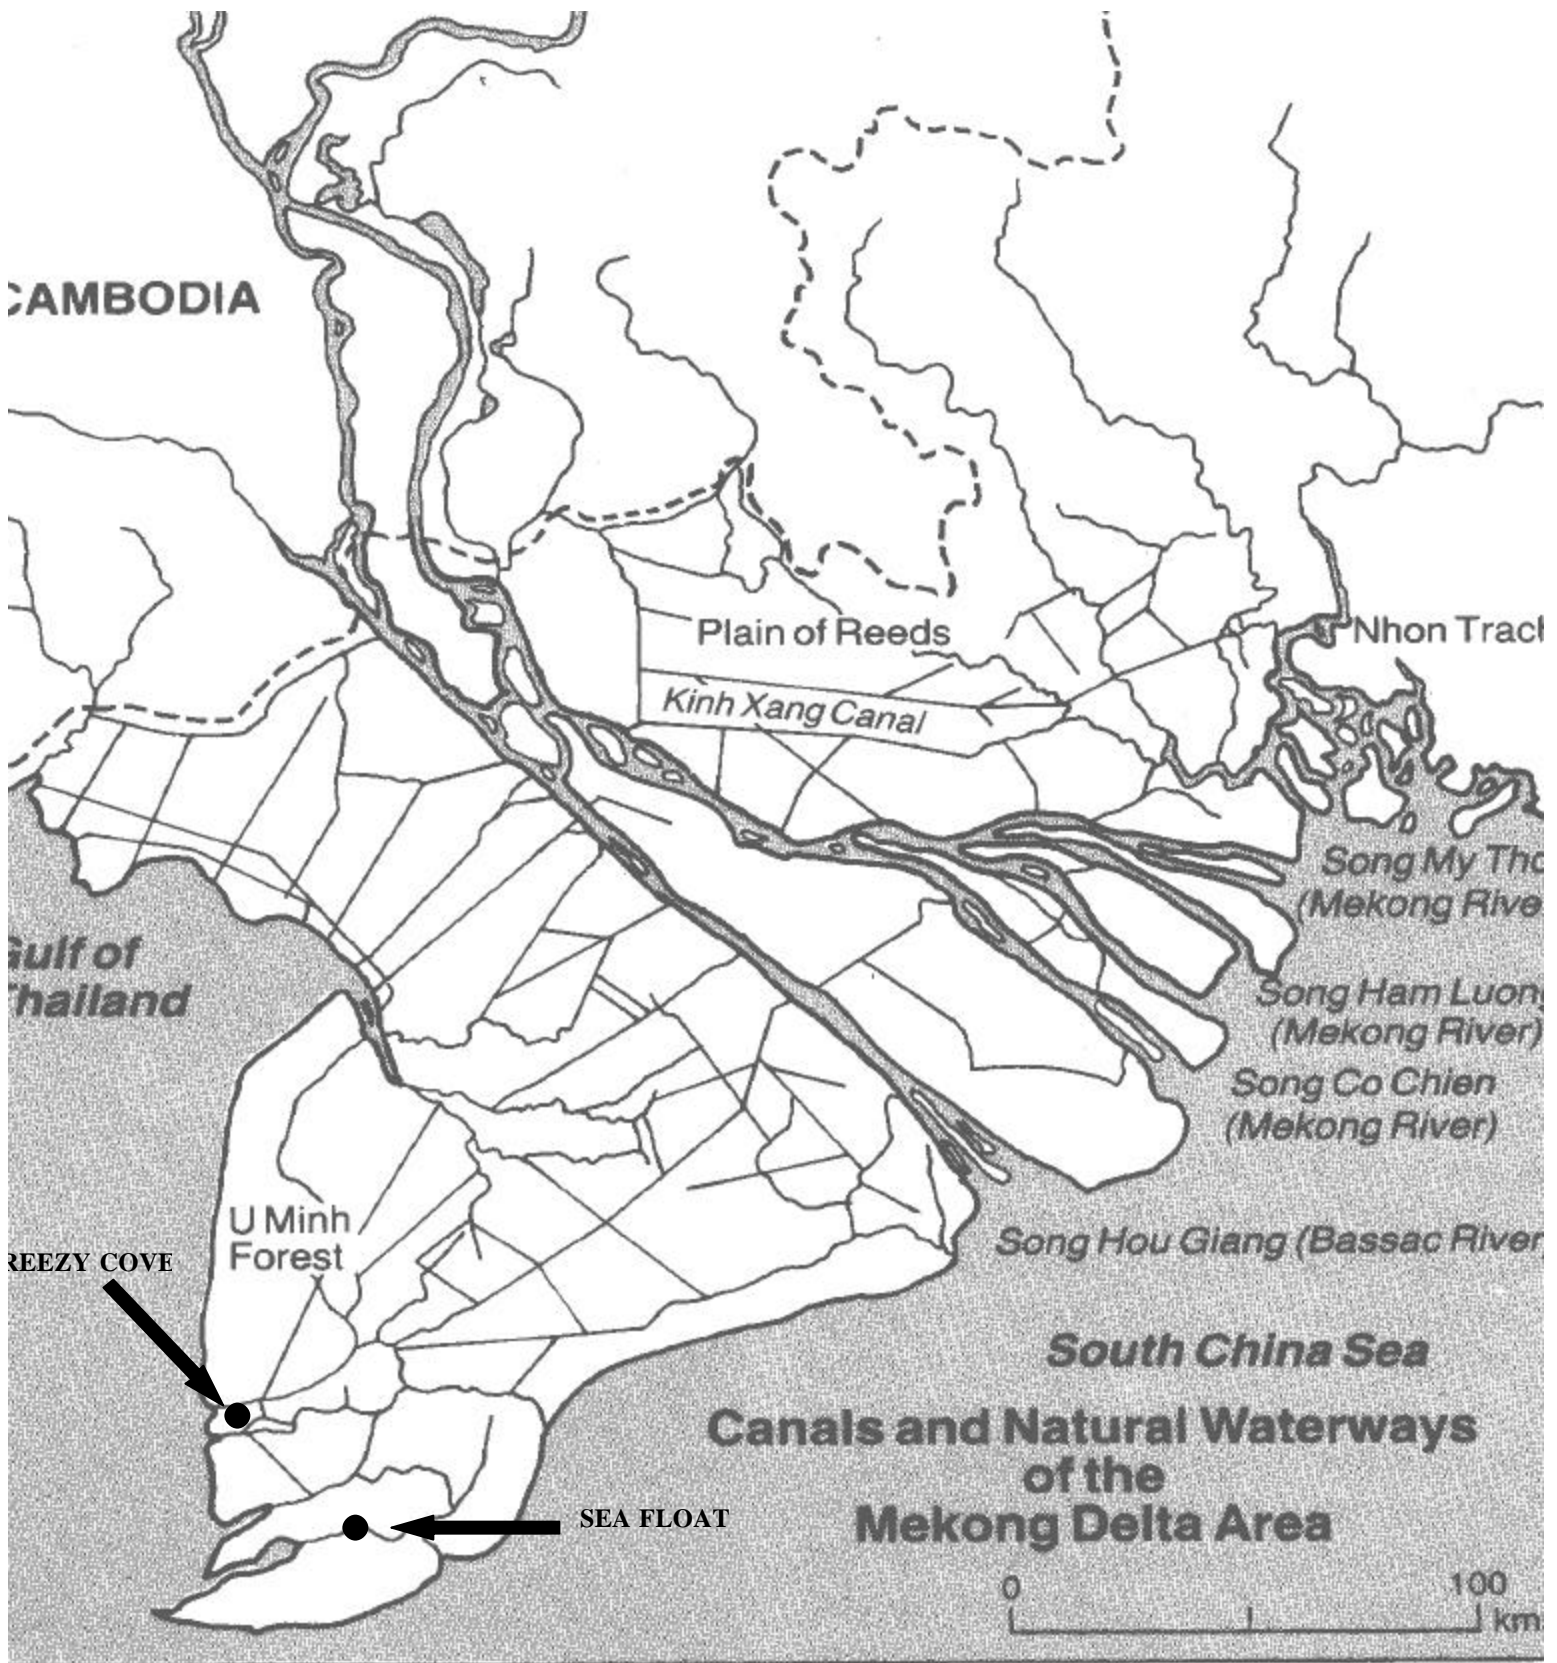 CAMBODIA
Plain of Reeds
Nhon Trach
Kinh Xang Canal
Song My Tho
(Mekong Rive
Gulf of
Thailand
Song Ham Luong
(Mekong River)
Song Co Chien
(Mekong River)
U Minh
Forest
REEZY COVE
Song Hou Giang (Bassac River)
South China Sea
Canals and Natural Waterways
of the
Mekong Delta Area
SEA FLOAT
0 100
km